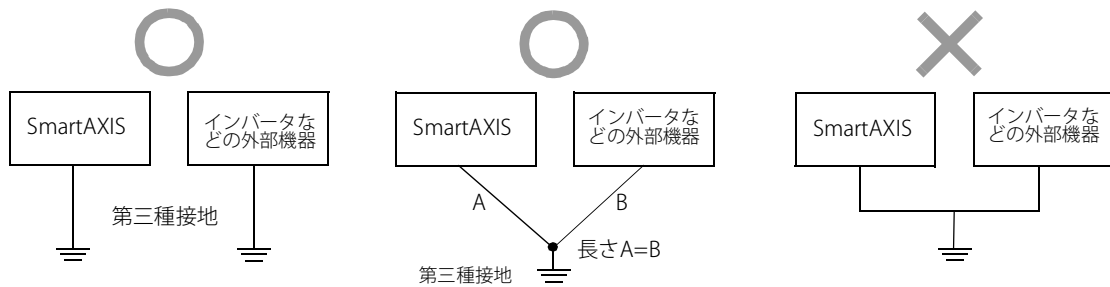 SmartAXIS
インバータな
どの外部機器
第三種接地
SmartAXIS
インバータな
どの外部機器
A
B
長さA=B
第三種接地
SmartAXIS
インバータな
どの外部機器